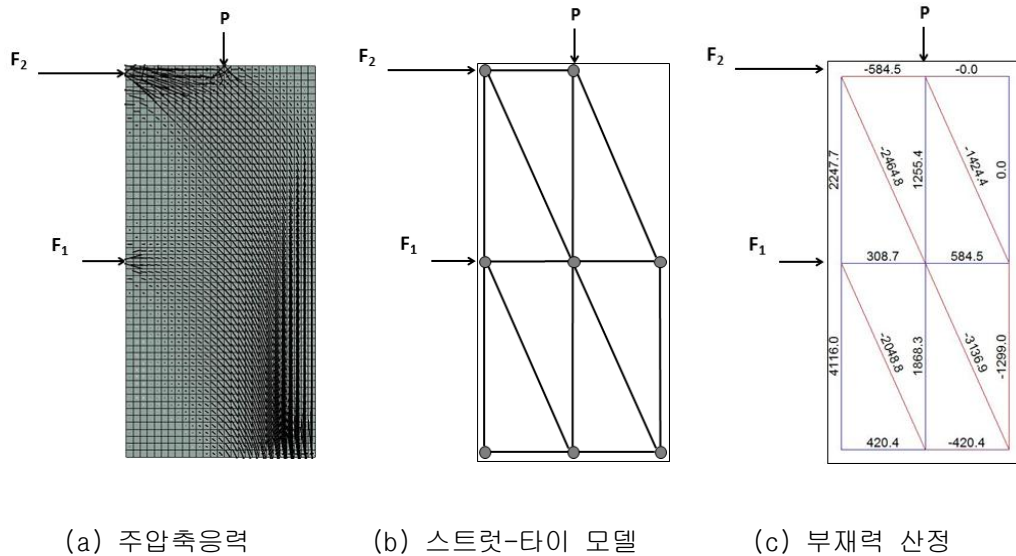 P
F2
F1
P
F2
F1
P
F2
F1
-584.5
-0.0
2247.7
-2464.8
1255.4
-1424.4
0.0
308.7
584.5
4116.0
-2048.8
1868.3
-3136.9
-1299.0
420.4
-420.4
(a) 주압축응력
(b) 스트럿-타이 모델
(c) 부재력 산정